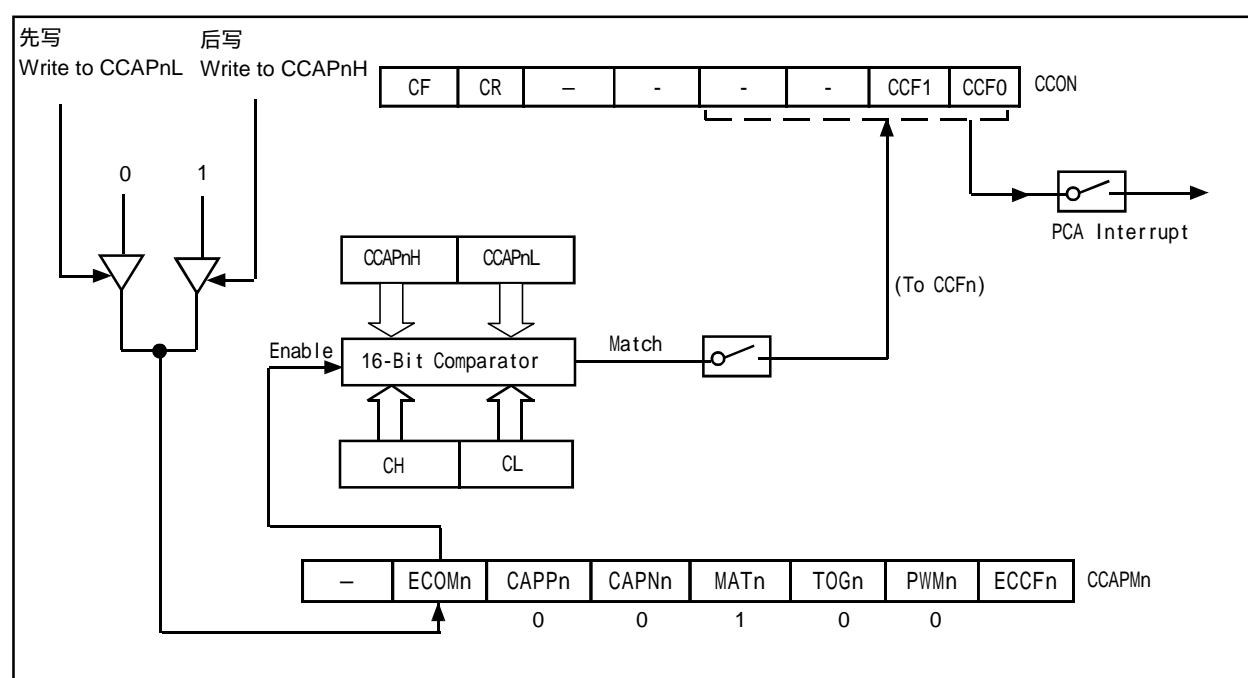 先写 后写
Write to CCAPnL Write to CCAPnH
CF CR – - - - CCF1 CCF0 CCON
0 1
PCA Interrupt
CCAPnH CCAPnL
(To CCFn)
Enable 16-Bit Comparator Match
CH CL
– ECOMn CAPPn CAPNn MATn TOGn PWMn ECCFn CCAPMn
0 0 1 0 0